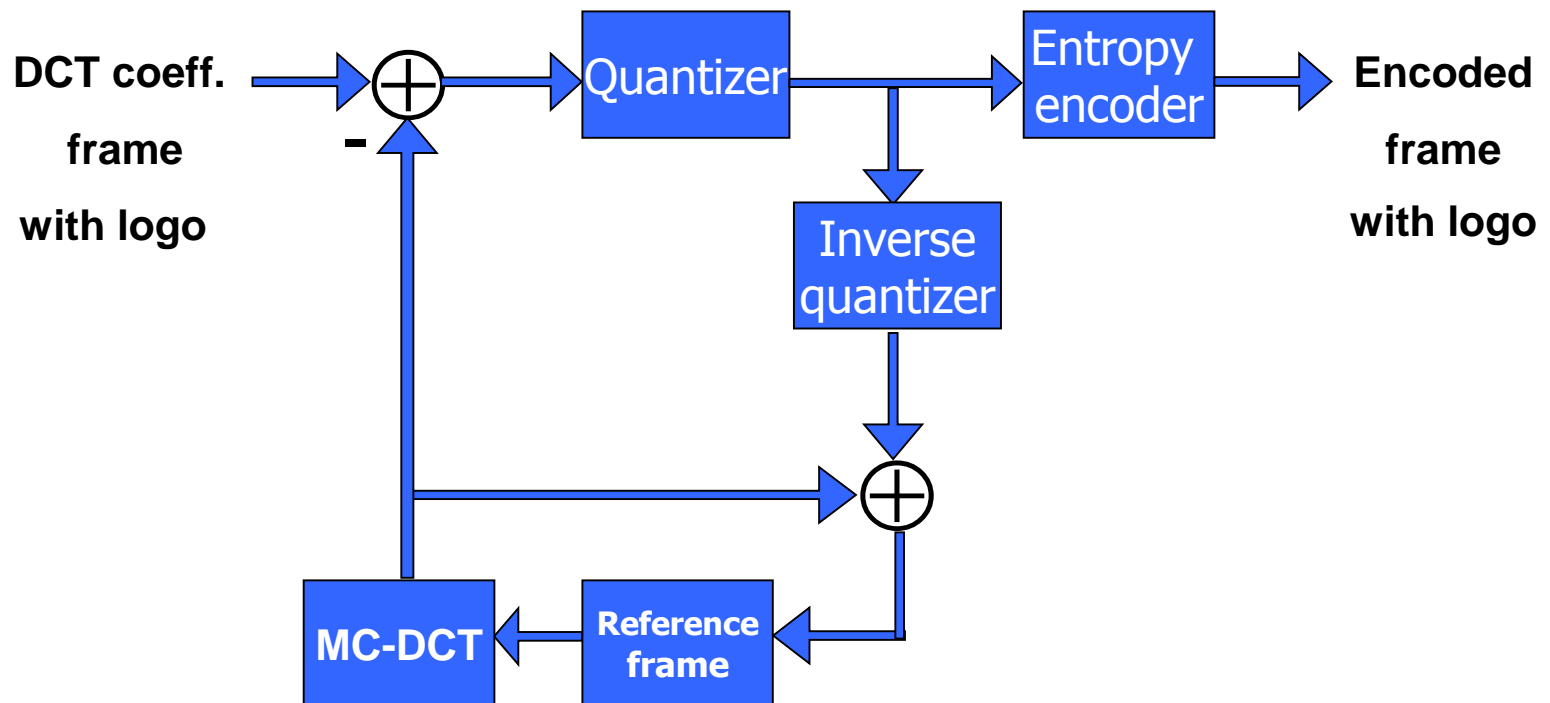 DCT coeff.
frame
with logo
-
Quantizer
Entropy
encoder
Encoded
frame
with logo
Inverse
quantizer
MC-DCT
Reference
frame